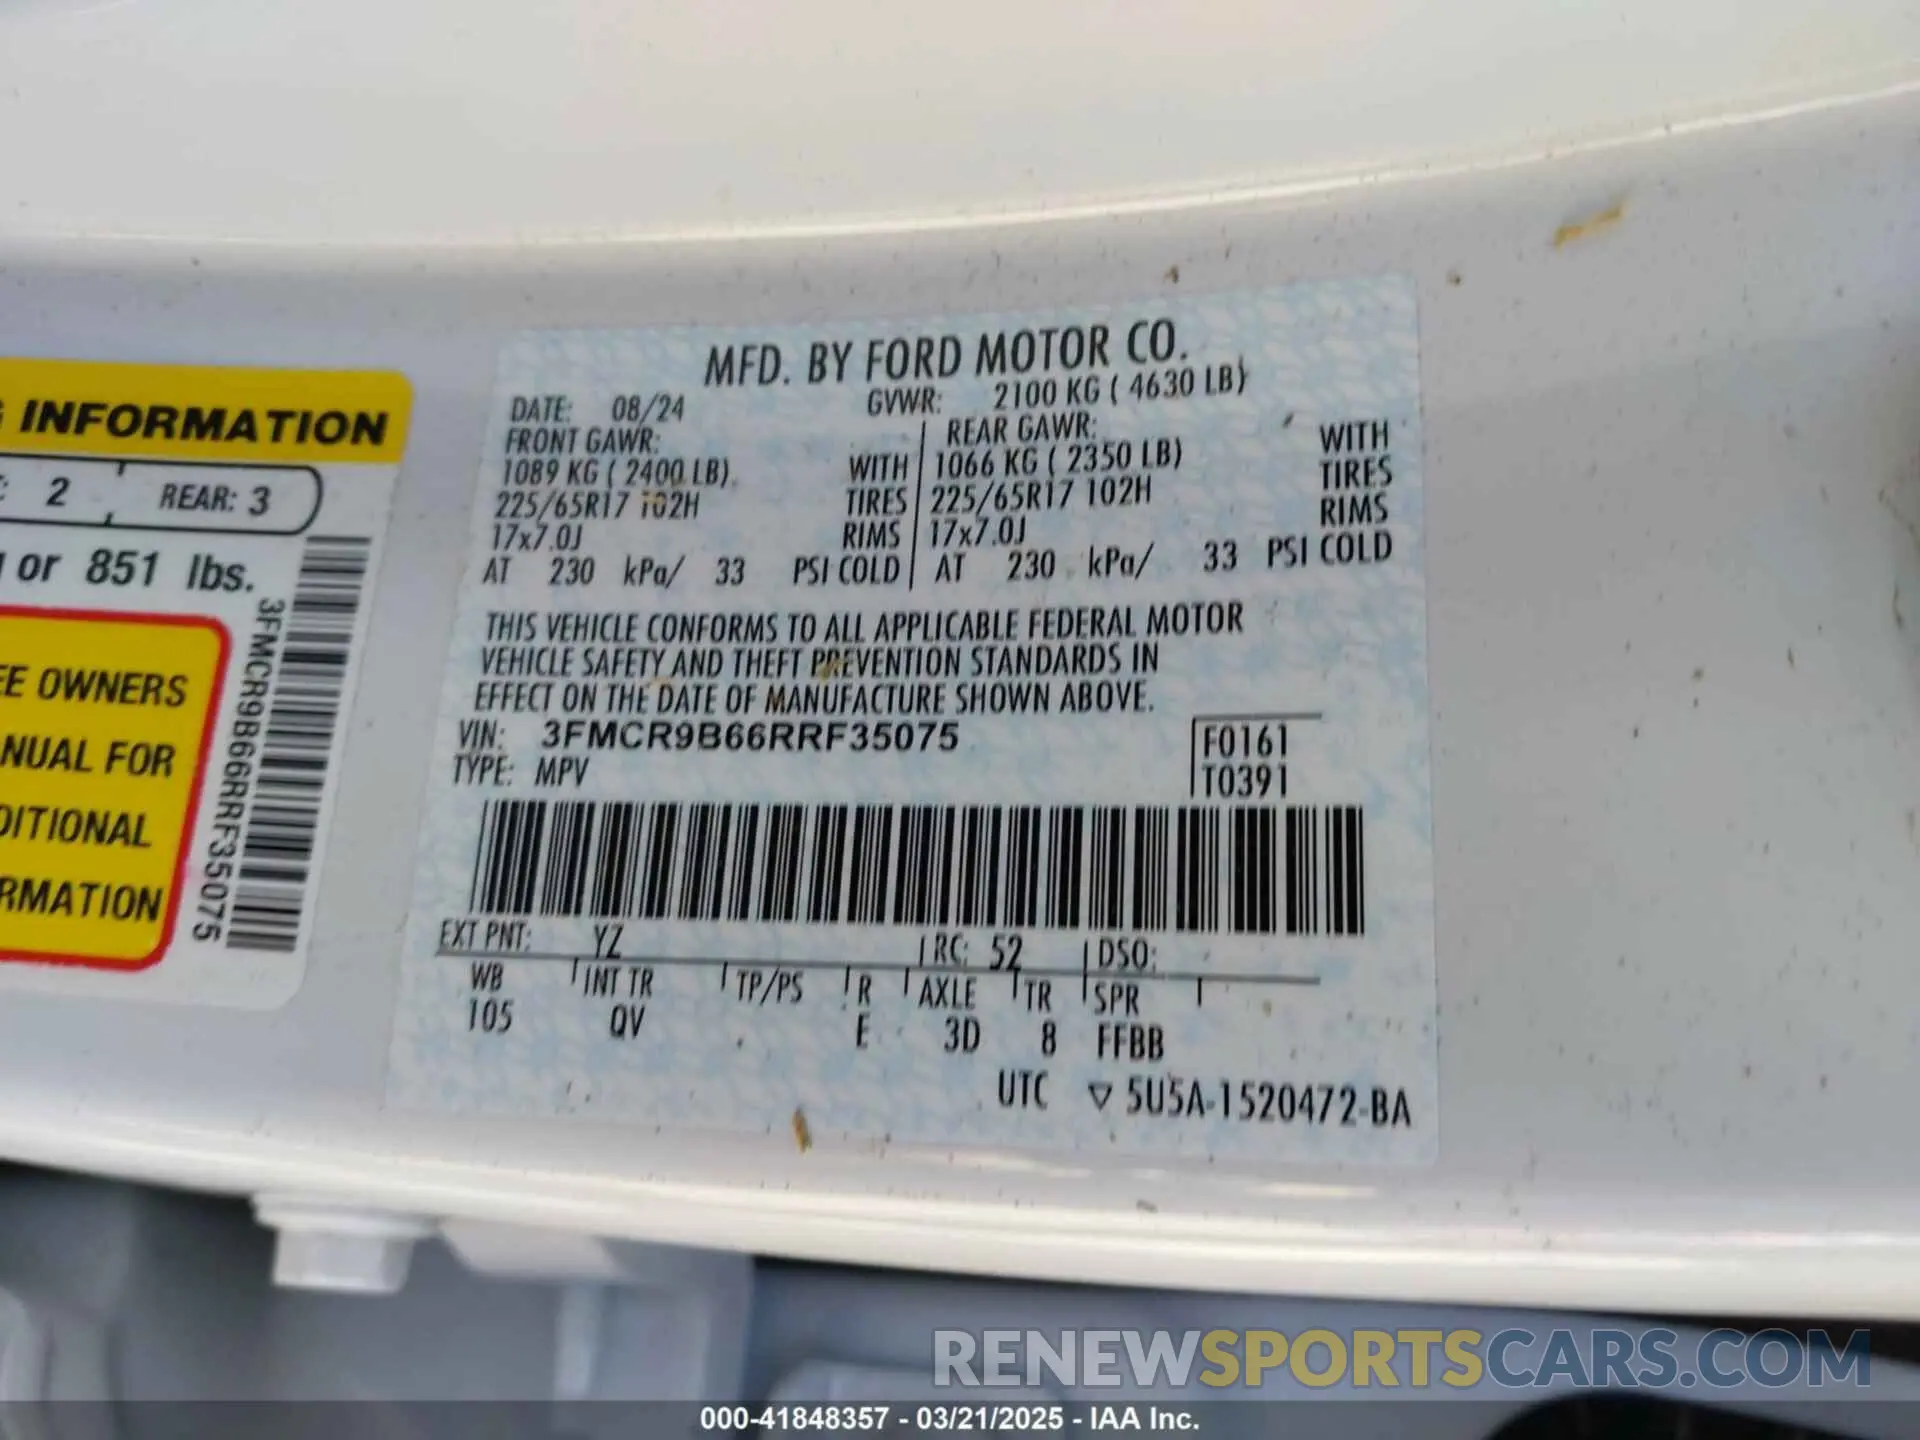 INFORMATION
2 REAR: 3
or 851 lbs.
OWNERS
FOR
3FMCR9B66RRF35075
MFD. BY FORD MOTOR CO.
DATE: 08/24 GVWR: 2100 KG ( 4630 LB)
FRONT GAWR: REAR GAWR:
1089 KG ( 2400 LB) WITH 1066 KG ( 2350 LB) WITH
225/65R17 102H TIRES 225/65R17 102H TIRES
17x7.0J RIMS 17x7.0J RIMS
AT 230 kPa/ 33 PSI COLD AT 230 kPa/ 33 PSI COLD
THIS VEHICLE CONFORMS TO ALL APPLICABLE FEDERAL MOTOR
VEHICLE SAFETY AND THEFT PREVENTION STANDARDS IN
EFFECT ON THE DATE OF MANUFACTURE SHOWN ABOVE.
VIN: 3FMCR9B66RRF35075 F0161
TYPE: MPV T0391
EXT PNT: YZ RC: 52 DSO:
WB INT TR TP/PS R AXLE TR SPR
105 QV E 3D 8 FFBB
UTC ▽ 5U5A-1520472-BA
RENEWSPORTSCARS.COM
000-41848357 - 03/21/2025 - IAA Inc.